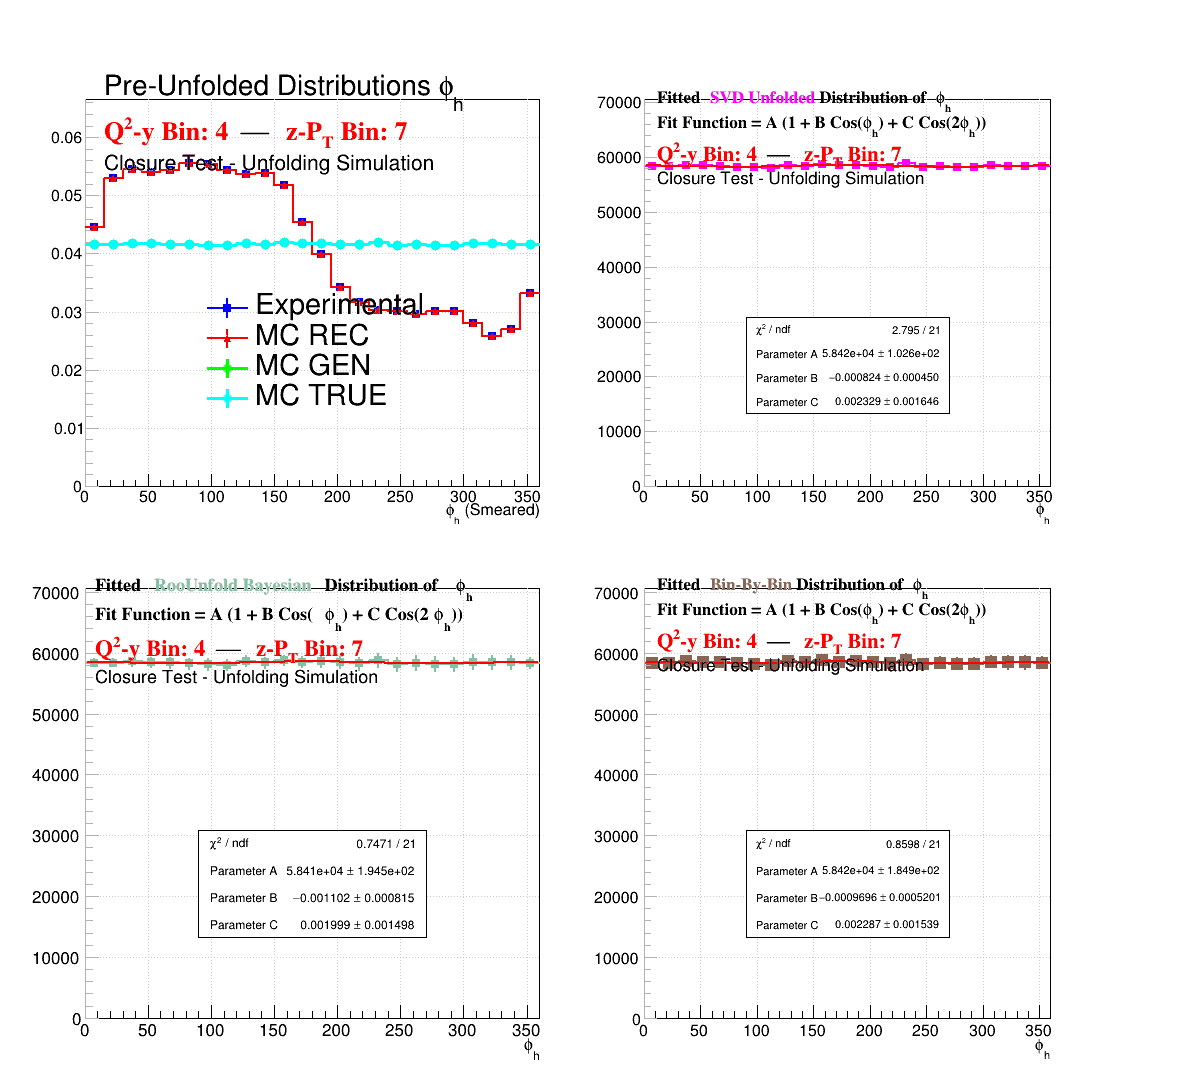 Pre-Unfolded Distributions ϕh
Q²-y Bin: 4 — z-PT Bin: 7
Closure Test - Unfolding Simulation
0.06
0.05
0.04
0.03
0.02
0.01
0
Experimental
MC REC
MC GEN
MC TRUE
0 50 100 150 200 250 300 350
ϕh (Smeared)
Fitted SVD Unfolded Distribution of ϕh
Fit Function = A (1 + B Cos(ϕh) + C Cos(2ϕh))
Q²-y Bin: 4 — z-PT Bin: 7
Closure Test - Unfolding Simulation
70000
60000
50000
40000
30000
20000
10000
0
χ² / ndf 2.795 / 21
Parameter A 5.842e+04 ± 1.026e+02
Parameter B −0.000824 ± 0.000450
Parameter C 0.002329 ± 0.001646
0 50 100 150 200 250 300 350
ϕh
Fitted RooUnfold Bayesian Distribution of ϕh
Fit Function = A (1 + B Cos( ϕh) + C Cos(2 ϕh))
Q²-y Bin: 4 — z-PT Bin: 7
Closure Test - Unfolding Simulation
70000
60000
50000
40000
30000
20000
10000
0
χ² / ndf 0.7471 / 21
Parameter A 5.841e+04 ± 1.945e+02
Parameter B −0.001102 ± 0.000815
Parameter C 0.001999 ± 0.001498
0 50 100 150 200 250 300 350
ϕh
Fitted Bin-By-Bin Distribution of ϕh
Fit Function = A (1 + B Cos(ϕh) + C Cos(2ϕh))
Q²-y Bin: 4 — z-PT Bin: 7
Closure Test - Unfolding Simulation
70000
60000
50000
40000
30000
20000
10000
0
χ² / ndf 0.8598 / 21
Parameter A 5.842e+04 ± 1.849e+02
Parameter B −0.0009696 ± 0.0005201
Parameter C 0.002287 ± 0.001539
0 50 100 150 200 250 300 350
ϕh